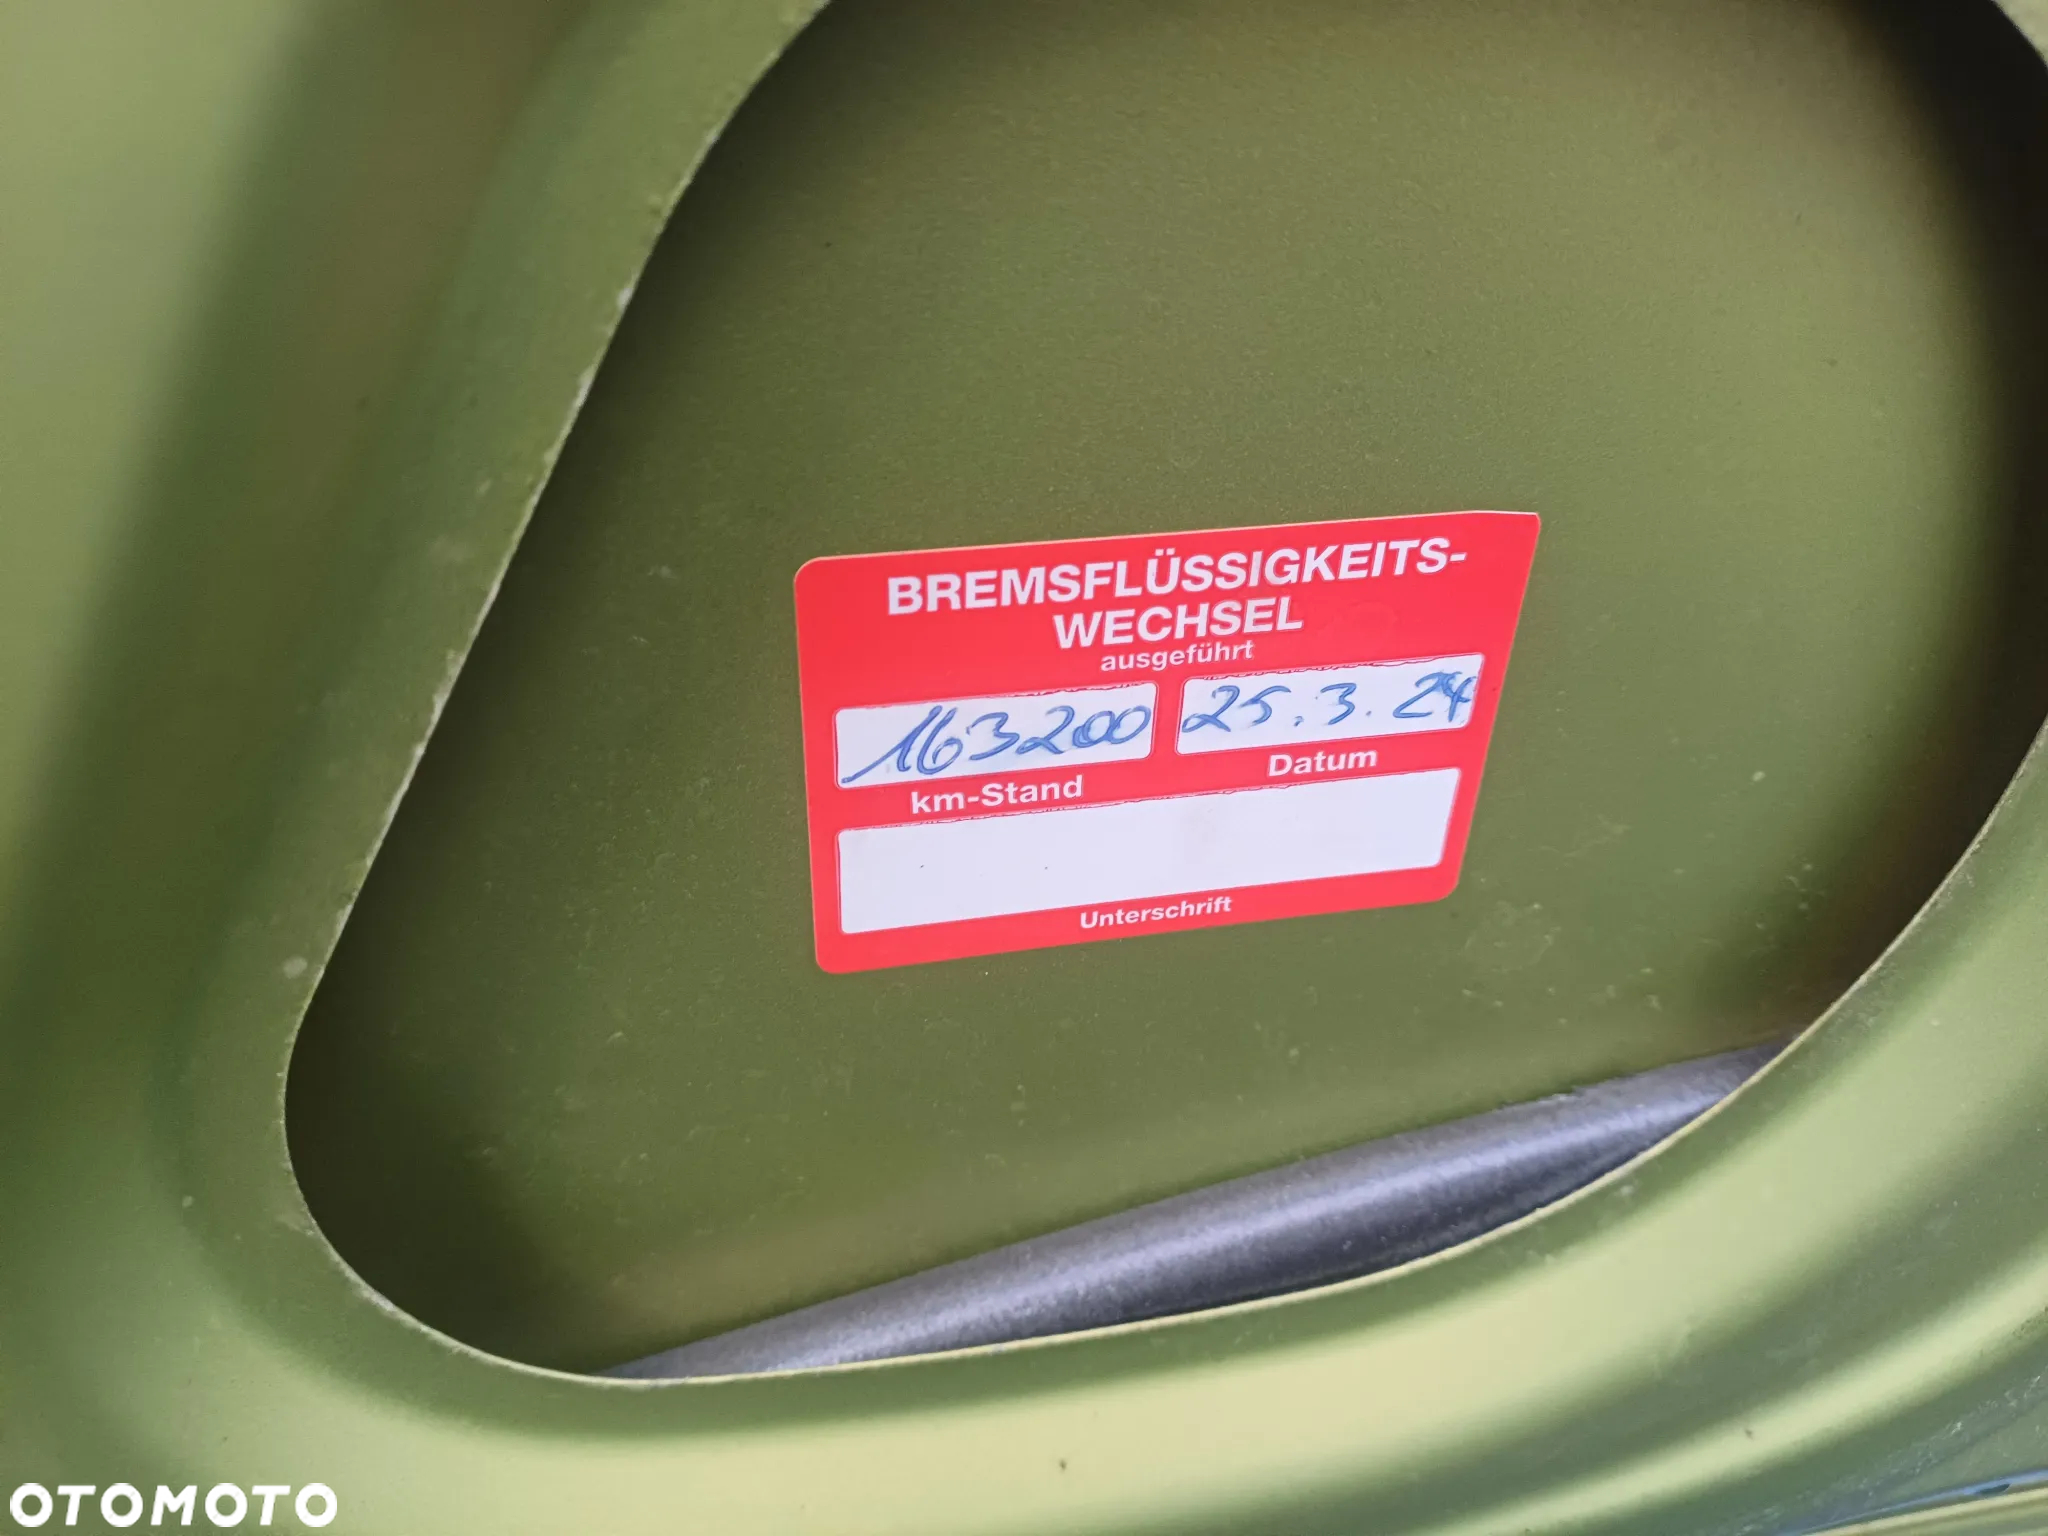 BREMSFLÜSSIGKEITS-
WECHSEL
ausgeführt
163200 25.3.24
km-Stand Datum
Unterschrift
OTOMOTO